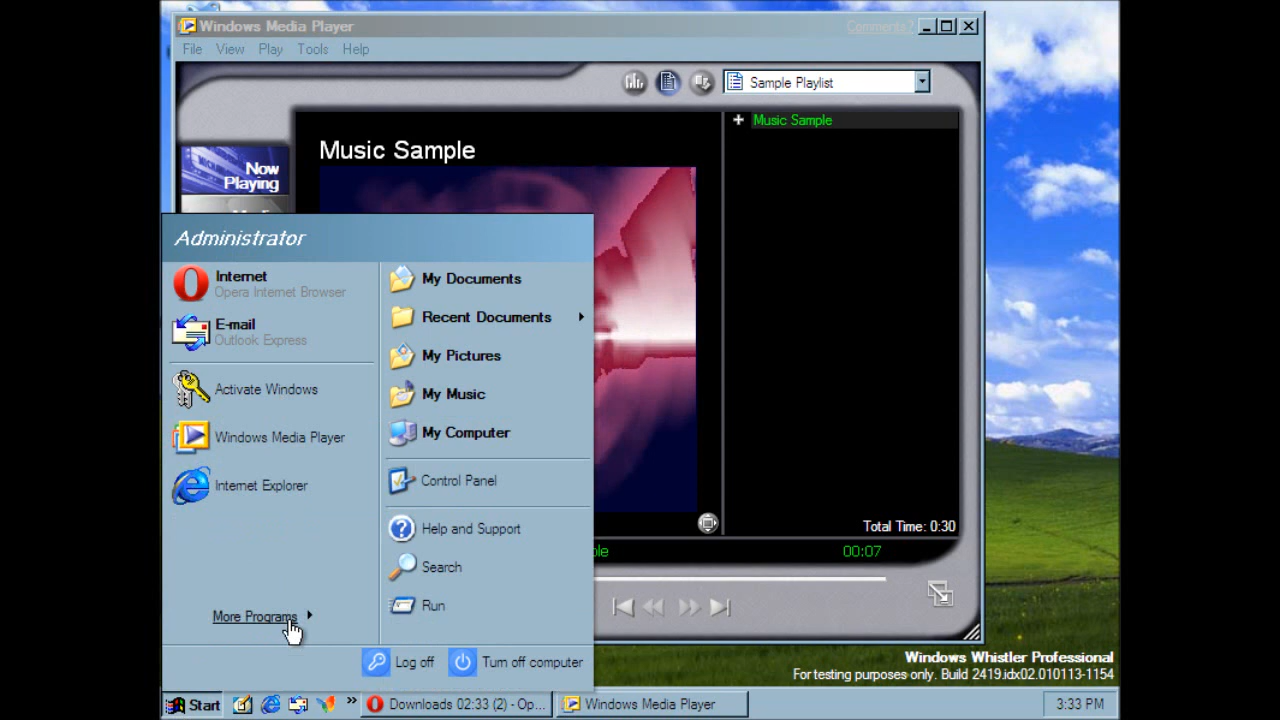 Windows Media Player
Comments?
File View Play Tools Help
Sample Playlist
Music Sample
Music Sample
Now
Playing
Administrator
Internet
Opera Internet Browser
E-mail
Outlook Express
Activate Windows
Windows Media Player
Internet Explorer
More Programs
My Documents
Recent Documents
My Pictures
My Music
My Computer
Control Panel
Help and Support
Search
Run
Log off
Turn off computer
Total Time: 0:30
00:07
Windows Whistler Professional
For testing purposes only. Build 2419.idx02.010113-1154
Start
Downloads 02:33 (2) - Op...
Windows Media Player
3:33 PM